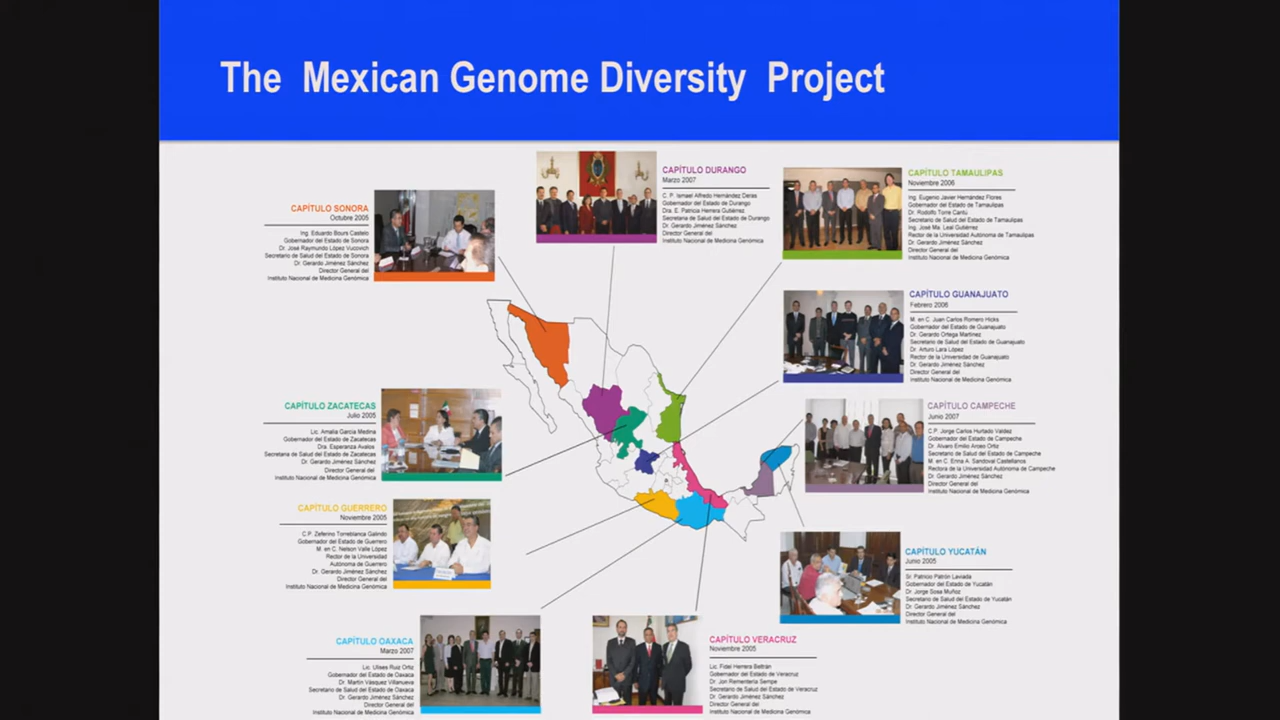 The Mexican Genome Diversity Project
CAPÍTULO SONORA
Octubre 2005
Ing. Eduardo Bours Castelo
Gobernador del Estado de Sonora
Dr. José Raymundo López Vucovich
Secretario de Salud del Estado de Sonora
Dr. Gerardo Jiménez Sánchez
Director General del
Instituto Nacional de Medicina Genómica
CAPÍTULO DURANGO
Marzo 2007
C. P. Ismael Alfredo Hernández Deras
Gobernador del Estado de Durango
Dra. E. Patricia Herrera Gutiérrez
Secretaria de Salud del Estado de Durango
Dr. Gerardo Jiménez Sánchez
Director General del
Instituto Nacional de Medicina Genómica
CAPÍTULO TAMAULIPAS
Noviembre 2006
Ing. Eugenio Javier Hernández Flores
Gobernador del Estado de Tamaulipas
Dr. Rodolfo Torre Cantú
Secretario de Salud del Estado de Tamaulipas
Ing. José Ma. Leal Gutiérrez
Rector de la Universidad Autónoma de Tamaulipas
Dr. Gerardo Jiménez Sánchez
Director General del
Instituto Nacional de Medicina Genómica
CAPÍTULO GUANAJUATO
Febrero 2006
M. en C. Juan Carlos Romero Hicks
Gobernador del Estado de Guanajuato
Dr. Gerardo Ortega Martínez
Secretario de Salud del Estado de Guanajuato
Dr. Arturo Lara López
Rector de la Universidad de Guanajuato
Dr. Gerardo Jiménez Sánchez
Director General del
Instituto Nacional de Medicina Genómica
CAPÍTULO ZACATECAS
Julio 2005
Lic. Amalia García Medina
Gobernador del Estado de Zacatecas
Dra. Esperanza Avalos
Secretaria de Salud del Estado de Zacatecas
Dr. Gerardo Jiménez Sánchez
Director General del
Instituto Nacional de Medicina Genómica
CAPÍTULO CAMPECHE
Junio 2007
C.P. Jorge Carlos Hurtado Valdez
Gobernador del Estado de Campeche
Dr. Alvaro Emilio Arceo Ortiz
Secretario de Salud del Estado de Campeche
M. en C. Enna A. Sandoval Castellanos
Rectora de la Universidad Autónoma de Campeche
Dr. Gerardo Jiménez Sánchez
Director General del
Instituto Nacional de Medicina Genómica
CAPÍTULO GUERRERO
Noviembre 2005
C.P. Zeferino Torreblanca Galindo
Gobernador del Estado de Guerrero
M. en C. Nelson Valle López
Rector de la Universidad
Autónoma de Guerrero
Dr. Gerardo Jiménez Sánchez
Director General del
Instituto Nacional de Medicina Genómica
CAPÍTULO YUCATÁN
Junio 2005
Sr. Patricio Patrón Laviada
Gobernador del Estado de Yucatán
Dr. Jorge Sosa Muñoz
Secretario de Salud del Estado de Yucatán
Dr. Gerardo Jiménez Sánchez
Director General del
Instituto Nacional de Medicina Genómica
CAPÍTULO OAXACA
Marzo 2007
Lic. Ulises Ruiz Ortiz
Gobernador del Estado de Oaxaca
Dr. Martín Vásquez Villanueva
Secretario de Salud del Estado de Oaxaca
Dr. Gerardo Jiménez Sánchez
Director General del
Instituto Nacional de Medicina Genómica
CAPÍTULO VERACRUZ
Noviembre 2005
Lic. Fidel Herrera Beltrán
Gobernador del Estado de Veracruz
Dr. Jon Rementería Sempe
Secretario de Salud del Estado de Veracruz
Dr. Gerardo Jiménez Sánchez
Director General del
Instituto Nacional de Medicina Genómica